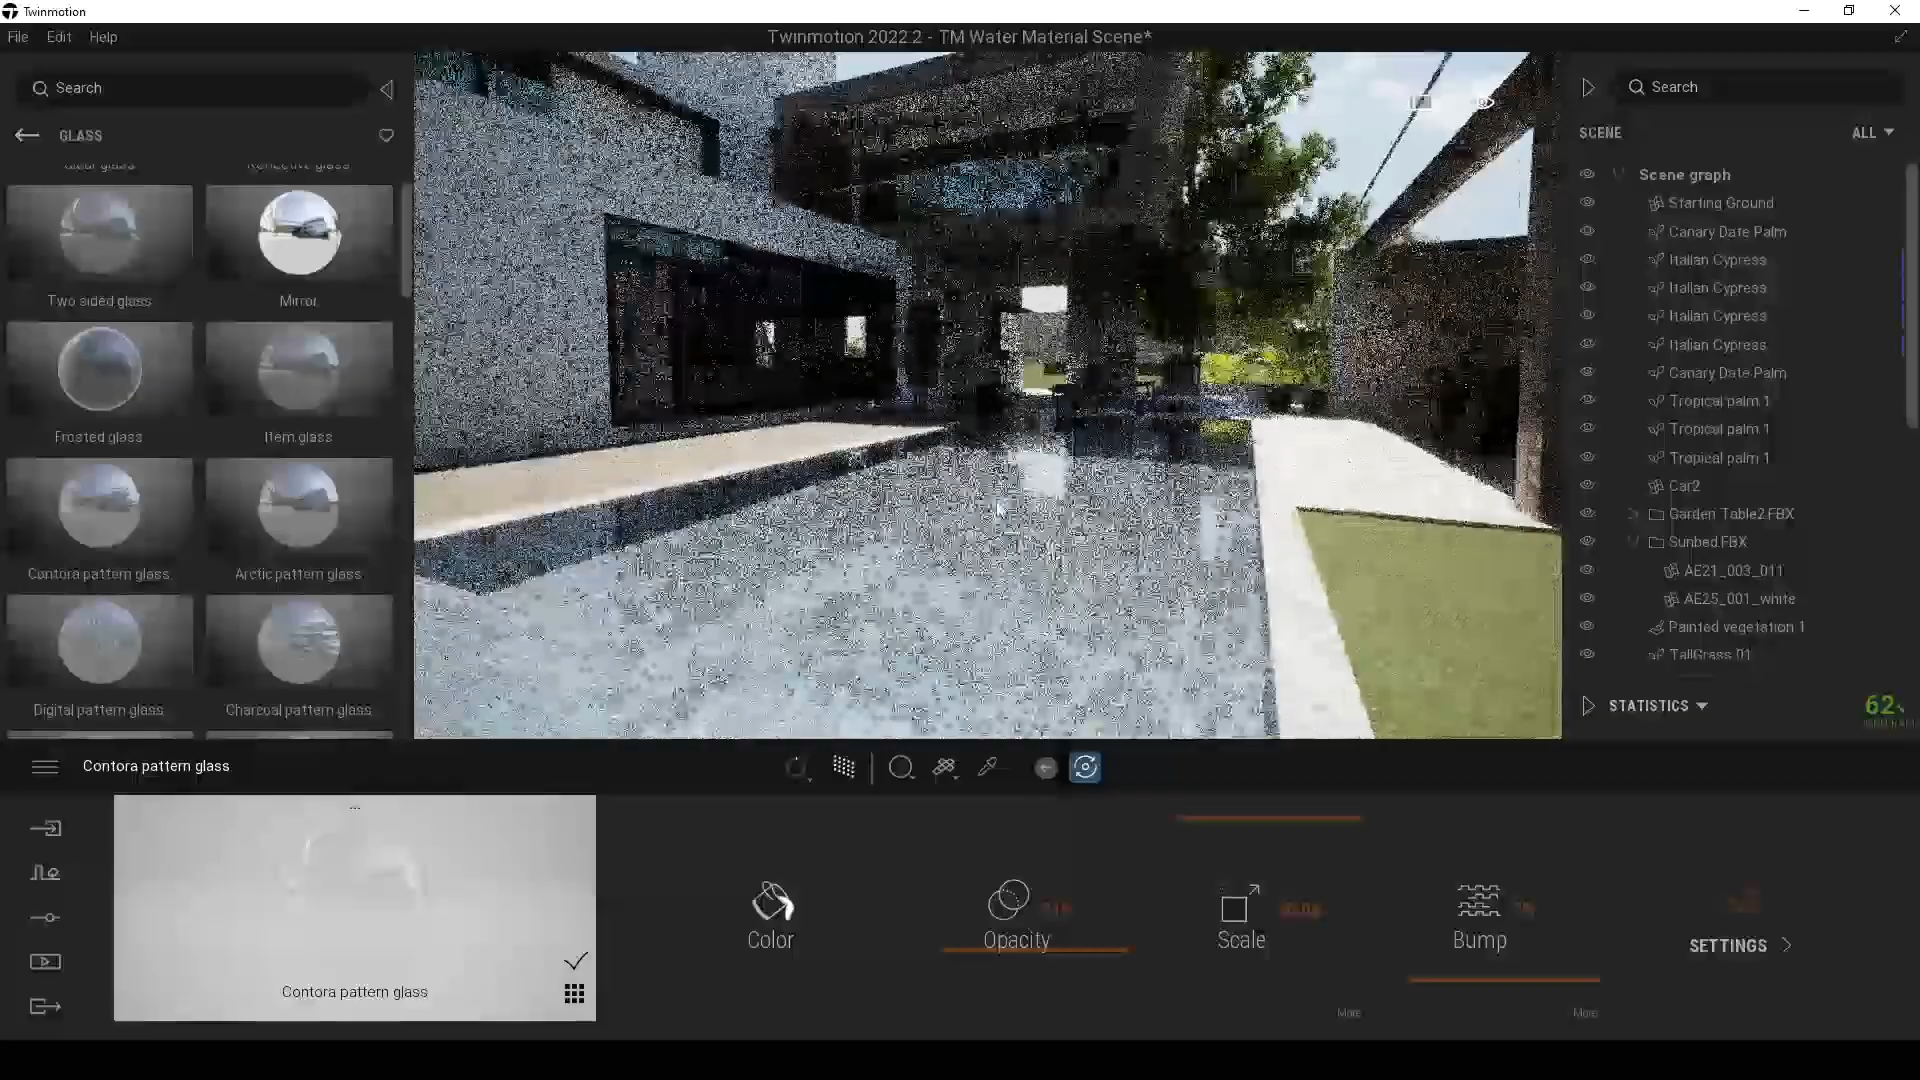 Twinmotion
File Edit Help
Twinmotion 2022.2 - TM Water Material Scene*
Search
GLASS
Clear glass
Reflective glass
Two sided glass
Mirror
Frosted glass
Item glass
Contora pattern glass
Arctic pattern glass
Digital pattern glass
Charcoal pattern glass
Search
SCENE
ALL
Scene graph
Starting Ground
Canary Date Palm
Italian Cypress
Italian Cypress
Italian Cypress
Italian Cypress
Canary Date Palm
Tropical palm 1
Tropical palm 1
Tropical palm 1
Car2
Garden Table2.FBX
Sunbed.FBX
AE21_003_011
AE25_001_white
Painted vegetation 1
TallGrass 01
STATISTICS
62
Contora pattern glass
...
Contora pattern glass
Color
Opacity
Scale
Bump
SETTINGS
More
More